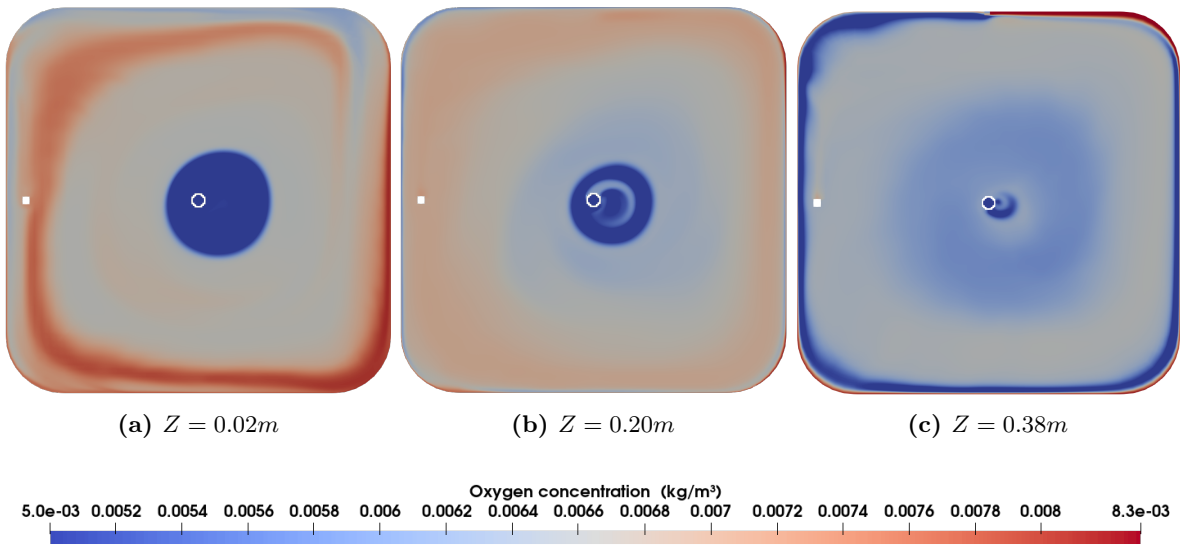 (a) Z = 0.02m (b) Z = 0.20m (c) Z = 0.38m
Oxygen concentration (kg/m³)
5.0e-03 0.0052 0.0054 0.0056 0.0058 0.006 0.0062 0.0064 0.0066 0.0068 0.007 0.0072 0.0074 0.0076 0.0078 0.008 8.3e-03